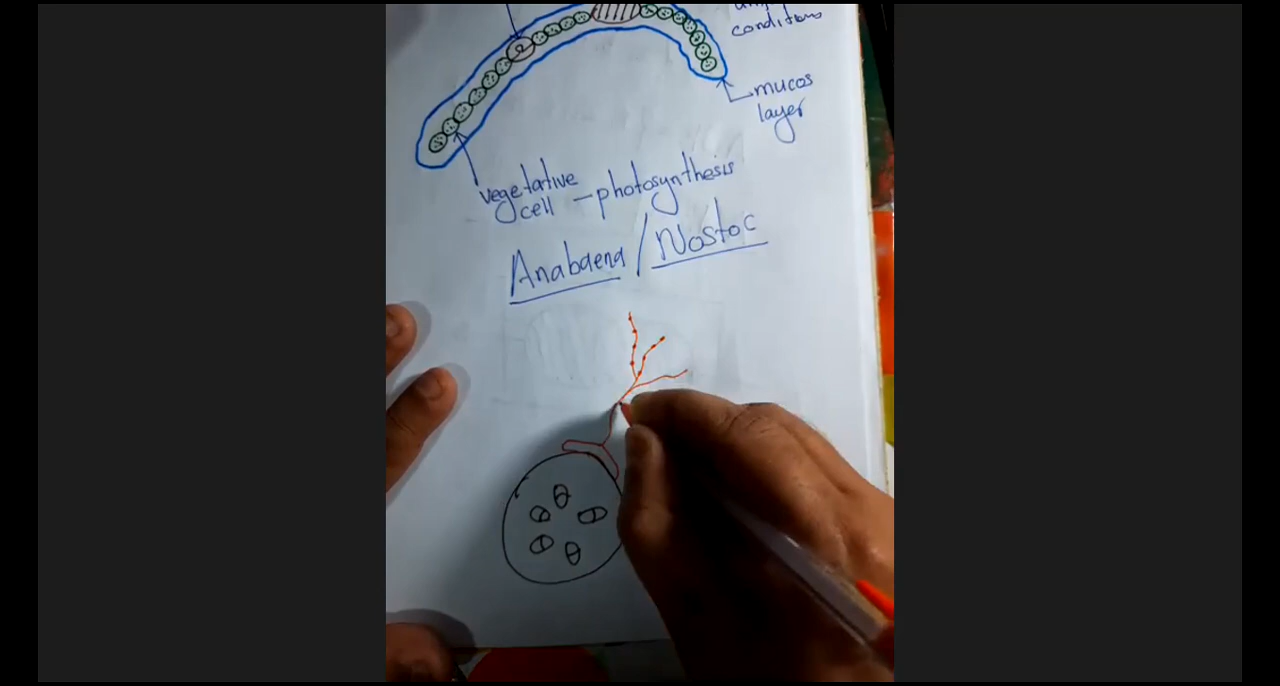 conditions
mucos
layer
vegetative
cell – photosynthesis
Anabaena / Nostoc